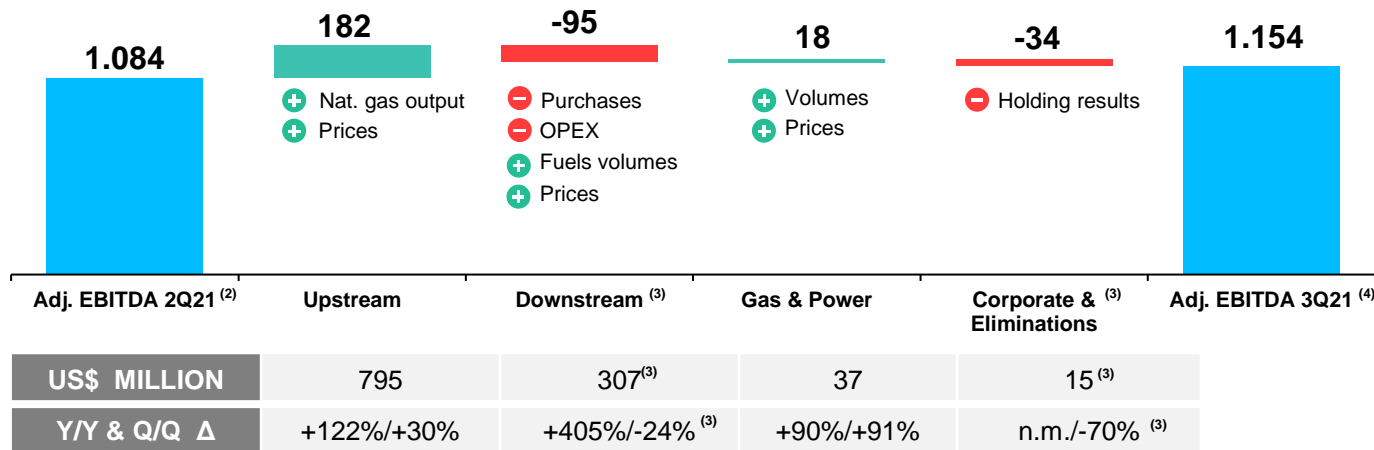 1.084
182
-95
18
-34
1.154
Nat. gas output
Prices
Purchases
OPEX
Fuels volumes
Prices
Volumes
Prices
Holding results
Adj. EBITDA 2Q21 (2)
Upstream
Downstream (3)
Gas & Power
Corporate & (3)
Eliminations
Adj. EBITDA 3Q21 (4)
US$ MILLION 795 307(3) 37 15 (3)
Y/Y & Q/Q Δ +122%/+30% +405%/-24% (3) +90%/+91% n.m./-70% (3)